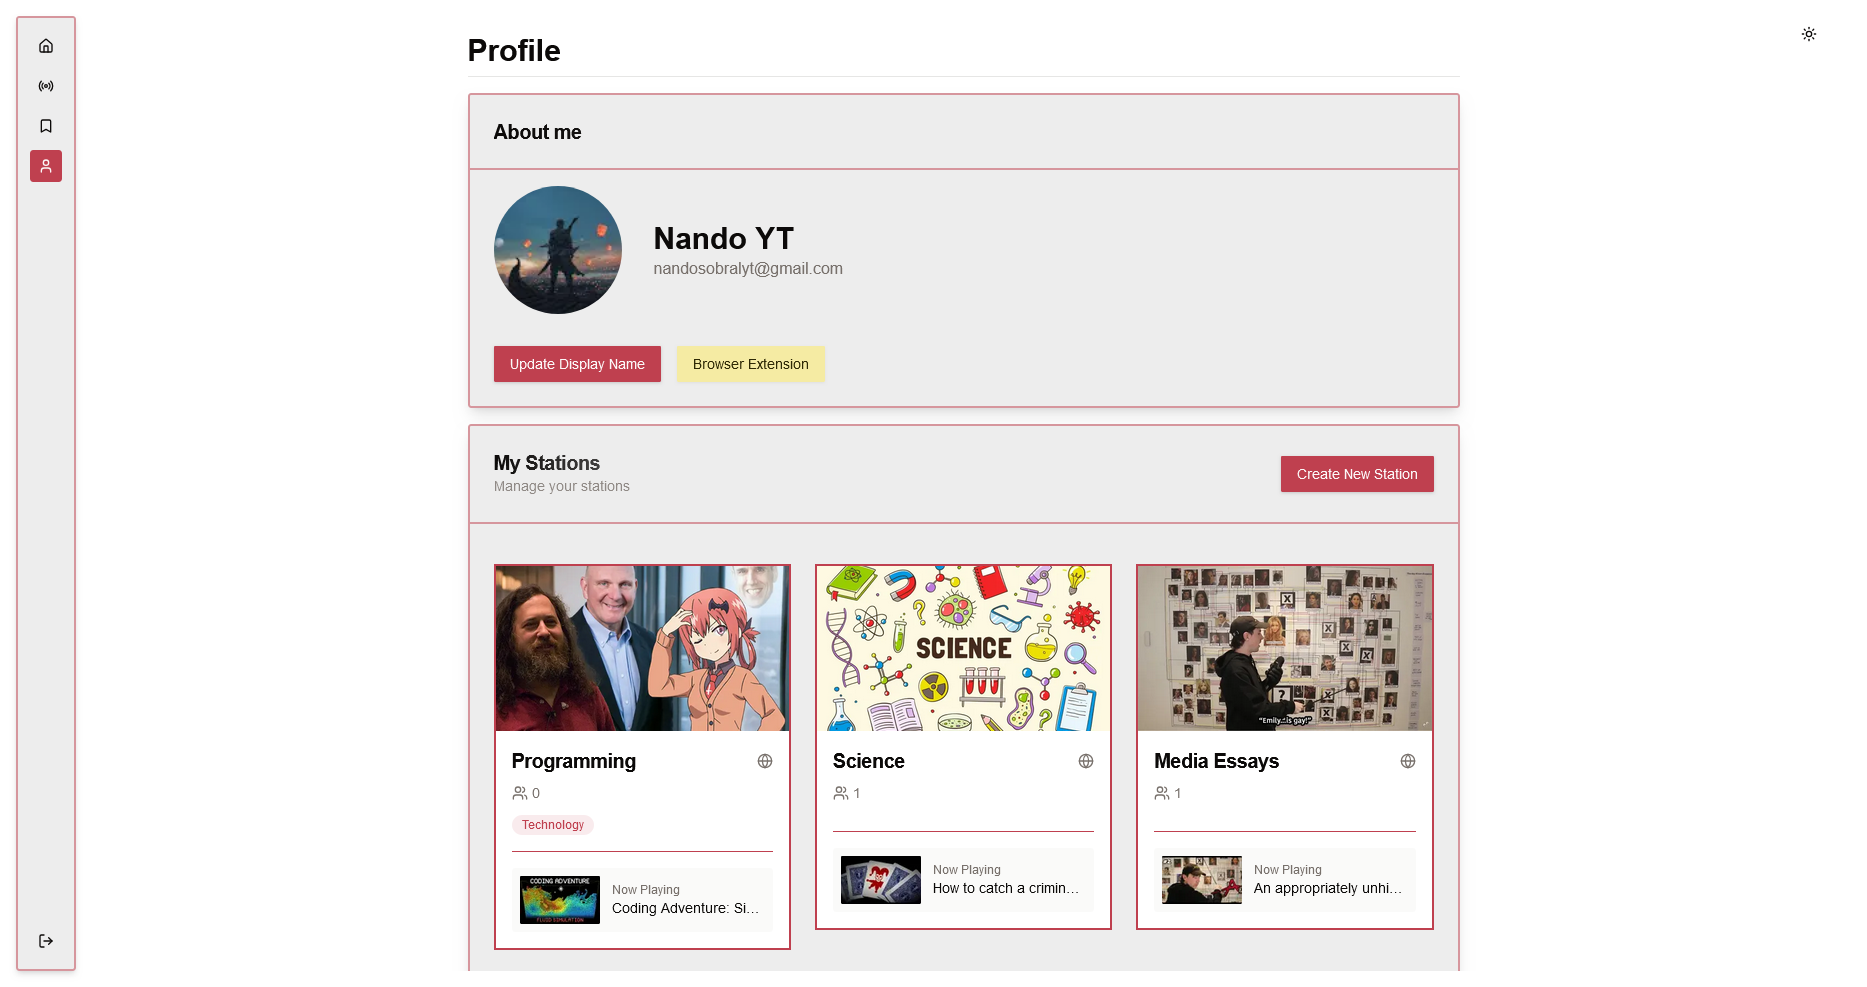 Profile
About me
Nando YT
nandosobralyt@gmail.com
Update Display Name
Browser Extension
My Stations
Manage your stations
Create New Station
SCIENCE
"Emily is gay!"
Programming
0
Technology
Now Playing
Coding Adventure: Si...
CODING ADVENTURE
FLUID SIMULATION
Science
1
Now Playing
How to catch a crimin...
Media Essays
1
Now Playing
An appropriately unhi...